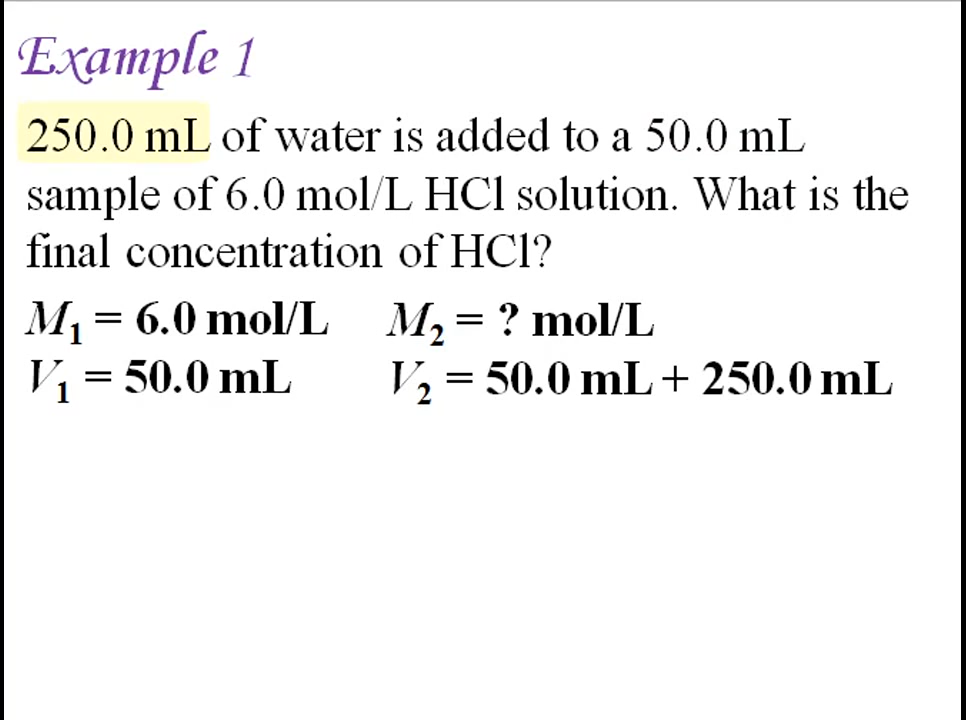 Example 1
250.0 mL of water is added to a 50.0 mL
sample of 6.0 mol/L HCl solution. What is the
final concentration of HCl?
M₁ = 6.0 mol/L M₂ = ? mol/L
V₁ = 50.0 mL V₂ = 50.0 mL + 250.0 mL